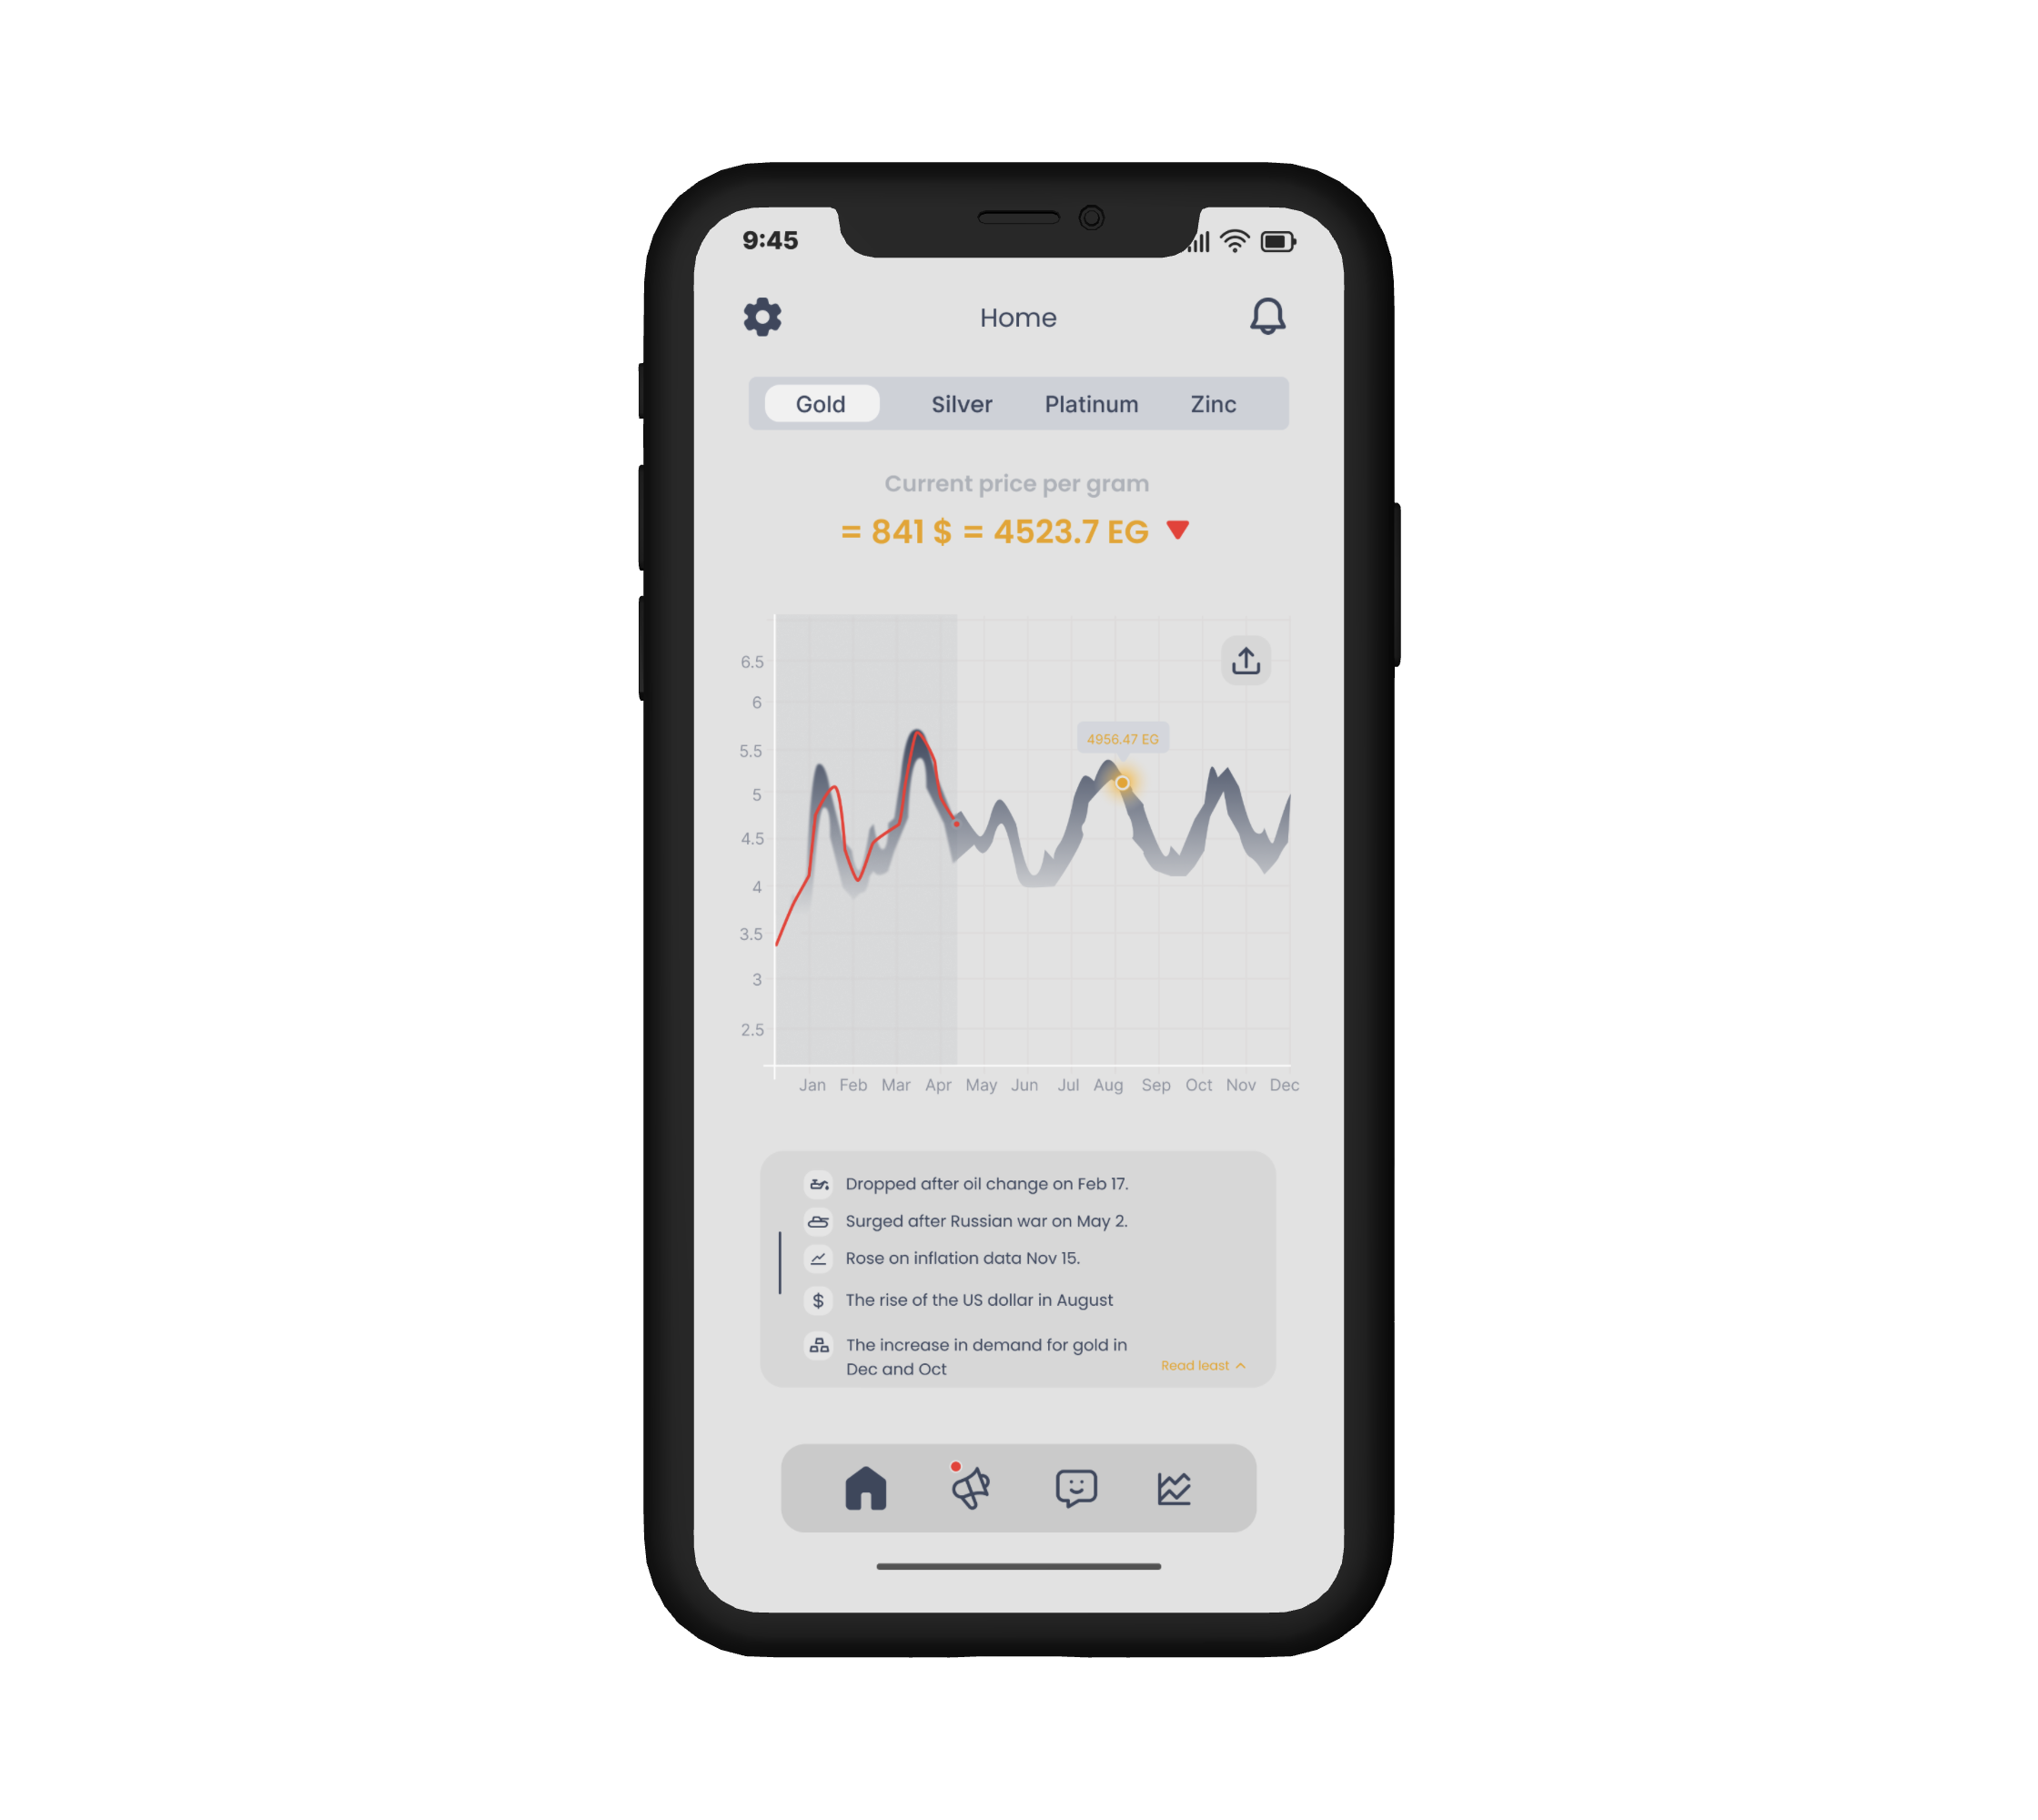 9:45
Home
Gold Silver Platinum Zinc
Current price per gram
= 841 $ = 4523.7 EG
6.5
6
5.5
5
4.5
4
3.5
3
2.5
4956.47 EG
Jan Feb Mar Apr May Jun Jul Aug Sep Oct Nov Dec
Dropped after oil change on Feb 17.
Surged after Russian war on May 2.
Rose on inflation data Nov 15.
$ The rise of the US dollar in August
The increase in demand for gold in
Dec and Oct
Read least